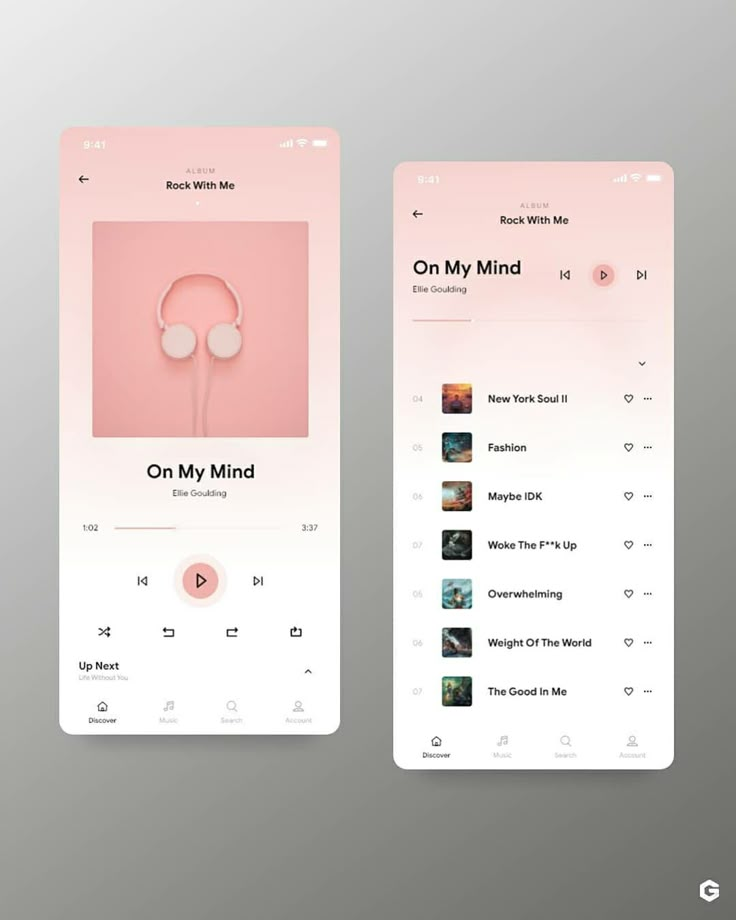 9:41
ALBUM
Rock With Me
On My Mind
Ellie Goulding
1:02
3:37
Up Next
Life Without You
Discover
Music
Search
Account
9:41
ALBUM
Rock With Me
On My Mind
Ellie Goulding
04 New York Soul II
05 Fashion
06 Maybe IDK
07 Woke The F**k Up
05 Overwhelming
06 Weight Of The World
07 The Good In Me
Discover
Music
Search
Account
G